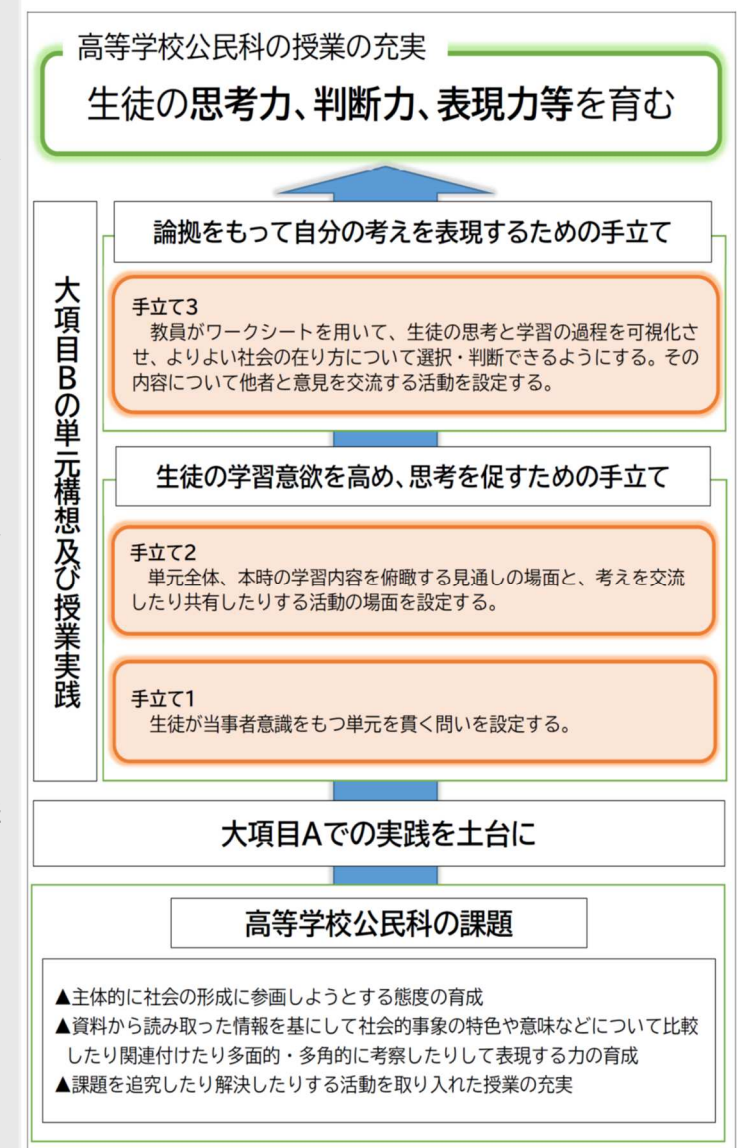 高等学校公民科の授業の充実
生徒の思考力、判断力、表現力等を育む
大項目Bの単元構想及び授業実践
論拠をもって自分の考えを表現するための手立て
手立て3
教員がワークシートを用いて、生徒の思考と学習の過程を可視化さ
せ、よりよい社会の在り方について選択・判断できるようにする。その
内容について他者と意見を交流する活動を設定する。
生徒の学習意欲を高め、思考を促すための手立て
手立て2
単元全体、本時の学習内容を俯瞰する見通しの場面と、考えを交流
したり共有したりする活動の場面を設定する。
手立て1
生徒が当事者意識をもつ単元を貫く問いを設定する。
大項目Aでの実践を土台に
高等学校公民科の課題
▲主体的に社会の形成に参画しようとする態度の育成
▲資料から読み取った情報を基にして社会的事象の特色や意味などについて比較
したり関連付けたり多面的・多角的に考察したりして表現する力の育成
▲課題を追究したり解決したりする活動を取り入れた授業の充実